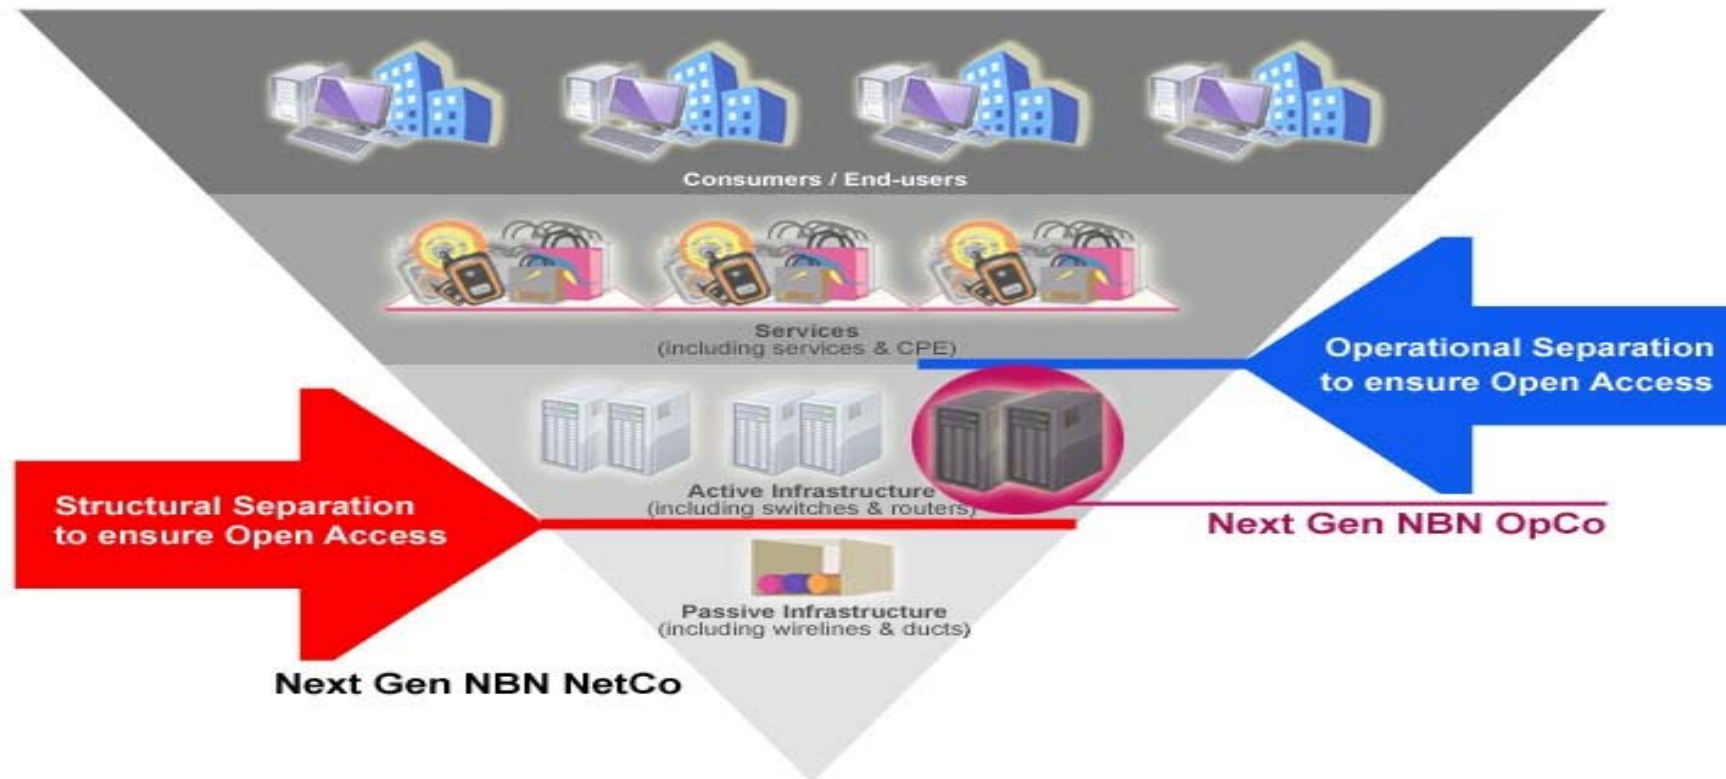 Consumers / End-users
Services
(including services & CPE)
Operational Separation
to ensure Open Access
Active Infrastructure
(including switches & routers)
Structural Separation
to ensure Open Access
Next Gen NBN OpCo
Passive Infrastructure
(including wirelines & ducts)
Next Gen NBN NetCo